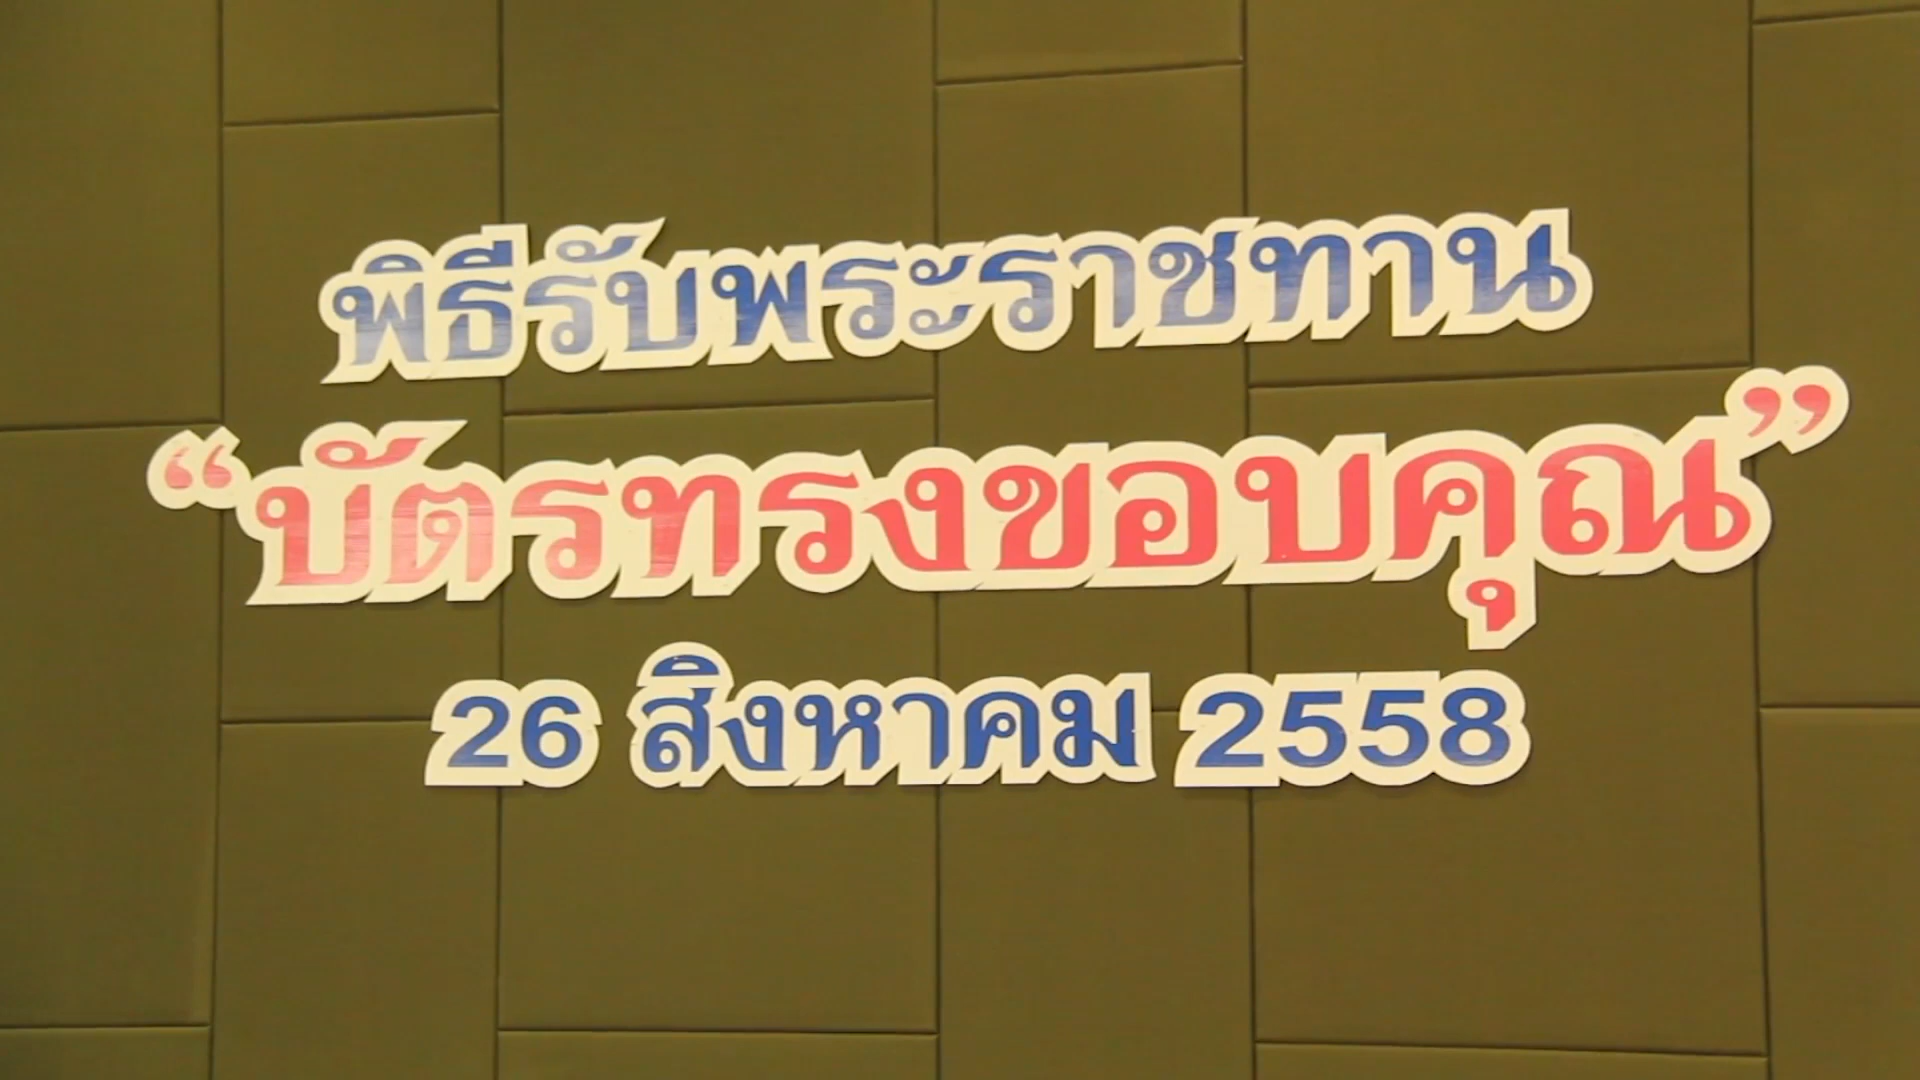 พิธีรับพระราชทาน
“บัตรทรงขอบคุณ”
26 สิงหาคม 2558